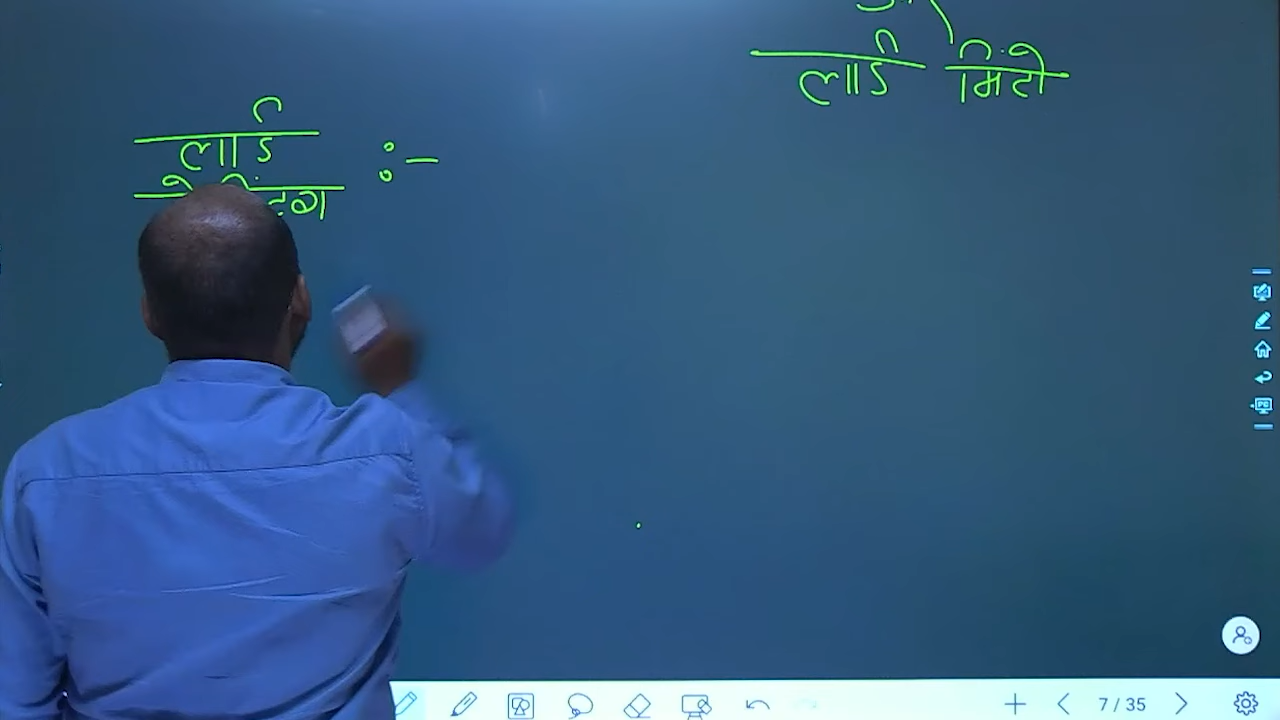 लार्ड मिंटो
लार्ड
:-
7 / 35